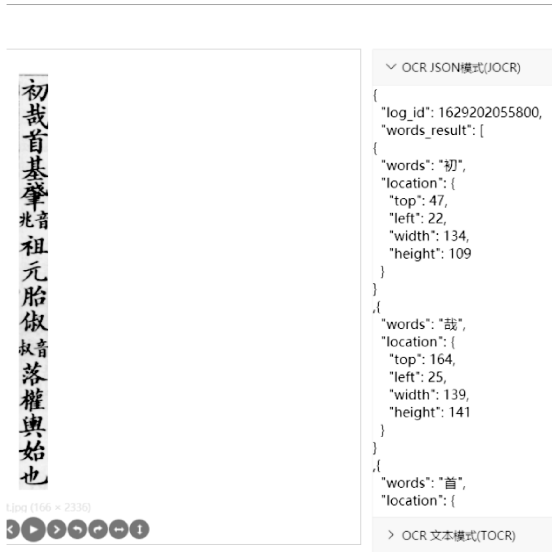 初哉首基肇音兆祖元胎俶音叔落權輿始也
t.jpg (166 × 2336)
OCR JSON模式(JOCR)
{
"log_id": 1629202055800,
"words_result": [
{
"words": "初",
"location": {
"top": 47,
"left": 22,
"width": 134,
"height": 109
}
}
,{
"words": "哉",
"location": {
"top": 164,
"left": 25,
"width": 139,
"height": 141
}
}
,{
"words": "首",
"location": {
OCR 文本模式(TOCR)